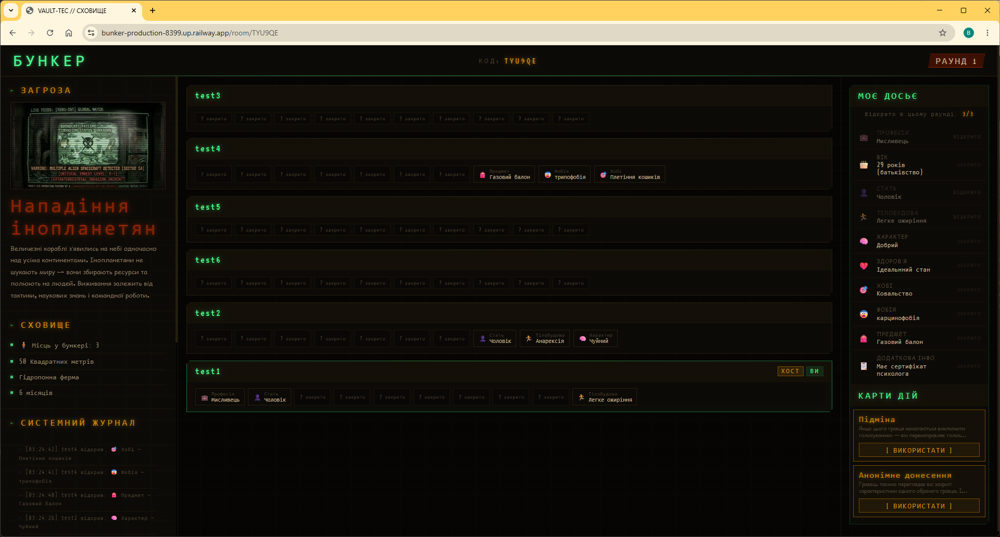 VAULT-TEC // СХОВИЩЕ
bunker-production-8399.up.railway.app/room/TYU9QE
B
БУНКЕР
КОД: TYU9QE
РАУНД 1
ЗАГРОЗА
LIVE FEEDS: [XENO-INT] GLOBAL WATCH
BROADCAST FAILURE
INVASION STATUS UNKNOWN
WARNING: MULTIPLE ALIEN SPACECRAFT DETECTED [SECTOR 5A]
[CRITICAL THREAT LEVEL: X-1]
[EXTRATERRESTRIAL INVASION IMINENT]
Нападіння
інопланетян
Величезні кораблі з'явились на небі одночасно
над усіма континентами. Інопланетяни не
шукають миру — вони збирають ресурси та
полюють на людей. Виживання залежить від
тактики, наукових знань і командної роботи.
СХОВИЩЕ
Місць у бункері: 3
50 Квадратних метрів
Гідропонна ферма
6 місяців
СИСТЕМНИЙ ЖУРНАЛ
[03:24:42] test4 відкрив: Хобі —
Плетіння кошиків
[03:24:41] test4 відкрив: Фобія —
трипофобія
[03:24:40] test4 відкрив: Предмет —
Газовий балон
[03:24:26] test2 відкрив: Характер —
Чуйний
test3
? закрито ? закрито ? закрито ? закрито ? закрито ? закрито ? закрито ? закрито ? закрито ? закрито
test4
? закрито ? закрито ? закрито ? закрито ? закрито ? закрито ? закрито Предмет Фобія Хобі
Газовий балон трипофобія Плетіння кошиків
test5
? закрито ? закрито ? закрито ? закрито ? закрито ? закрито ? закрито ? закрито ? закрито ? закрито
test6
? закрито ? закрито ? закрито ? закрито ? закрито ? закрито ? закрито ? закрито ? закрито ? закрито
test2
? закрито ? закрито ? закрито ? закрито ? закрито ? закрито ? закрито Стать Тілобудова Характер
Чоловік Анарексія Чуйний
test1 ХОСТ ВИ
Професія Стать ? закрито ? закрито ? закрито ? закрито ? закрито ? закрито ? закрито Тілобудова
Мисливець Чоловік Легке ожиріння
МОЄ ДОСЬЄ
Відкрито в цьому раунді: 3/3
ПРОФЕСІЯ
Мисливець ВІДКРИТО
ВІК
29 років ЗАКРИТО
(батьківство)
СТАТЬ
Чоловік ВІДКРИТО
ТІЛОБУДОВА
Легке ожиріння ВІДКРИТО
ХАРАКТЕР
Добрий ЗАКРИТО
ЗДОРОВ'Я
Ідеальнний стан ЗАКРИТО
ХОБІ
Ковальство ЗАКРИТО
ФОБІЯ
карцинофобія ЗАКРИТО
ПРЕДМЕТ
Газовий балон ЗАКРИТО
ДОДАТКОВА ІНФО
Має сертифікат ЗАКРИТО
психолога
КАРТИ ДІЙ
Підміна
Якщо цього гравця намагаються виключити
голосуванням — він перенаправляє голос...
[ ВИКОРИСТАТИ ]
Анонімне донесення
Гравець таємно переглядає всі закриті
характеристики одного обраного гравця. І...
[ ВИКОРИСТАТИ ]